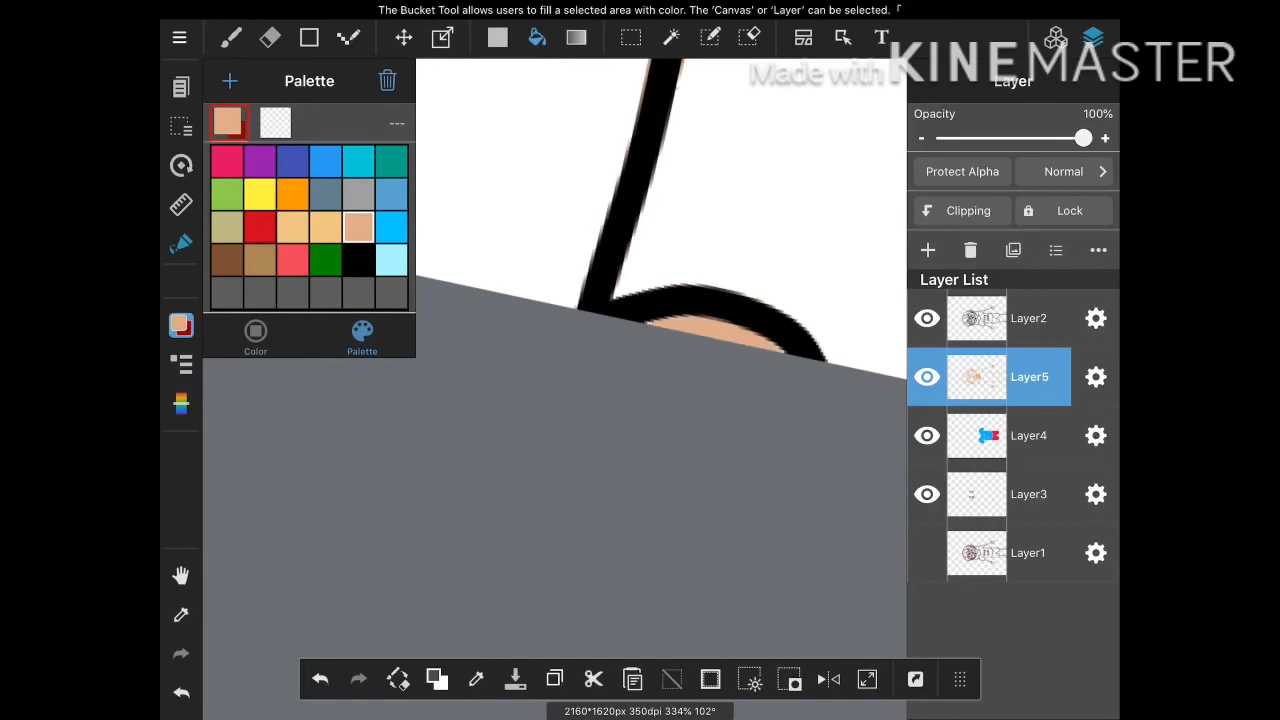 The Bucket Tool allows users to fill a selected area with color. The ‘Canvas’ or ‘Layer’ can be selected. 「
T
Made with KINEMASTER
Palette
Layer
Opacity 100%
- +
---
Protect Alpha Normal
Clipping Lock
Layer List
Layer2
Color Palette
Layer5
Layer4
Layer3
Layer1
2160*1620px 350dpi 334% 102°